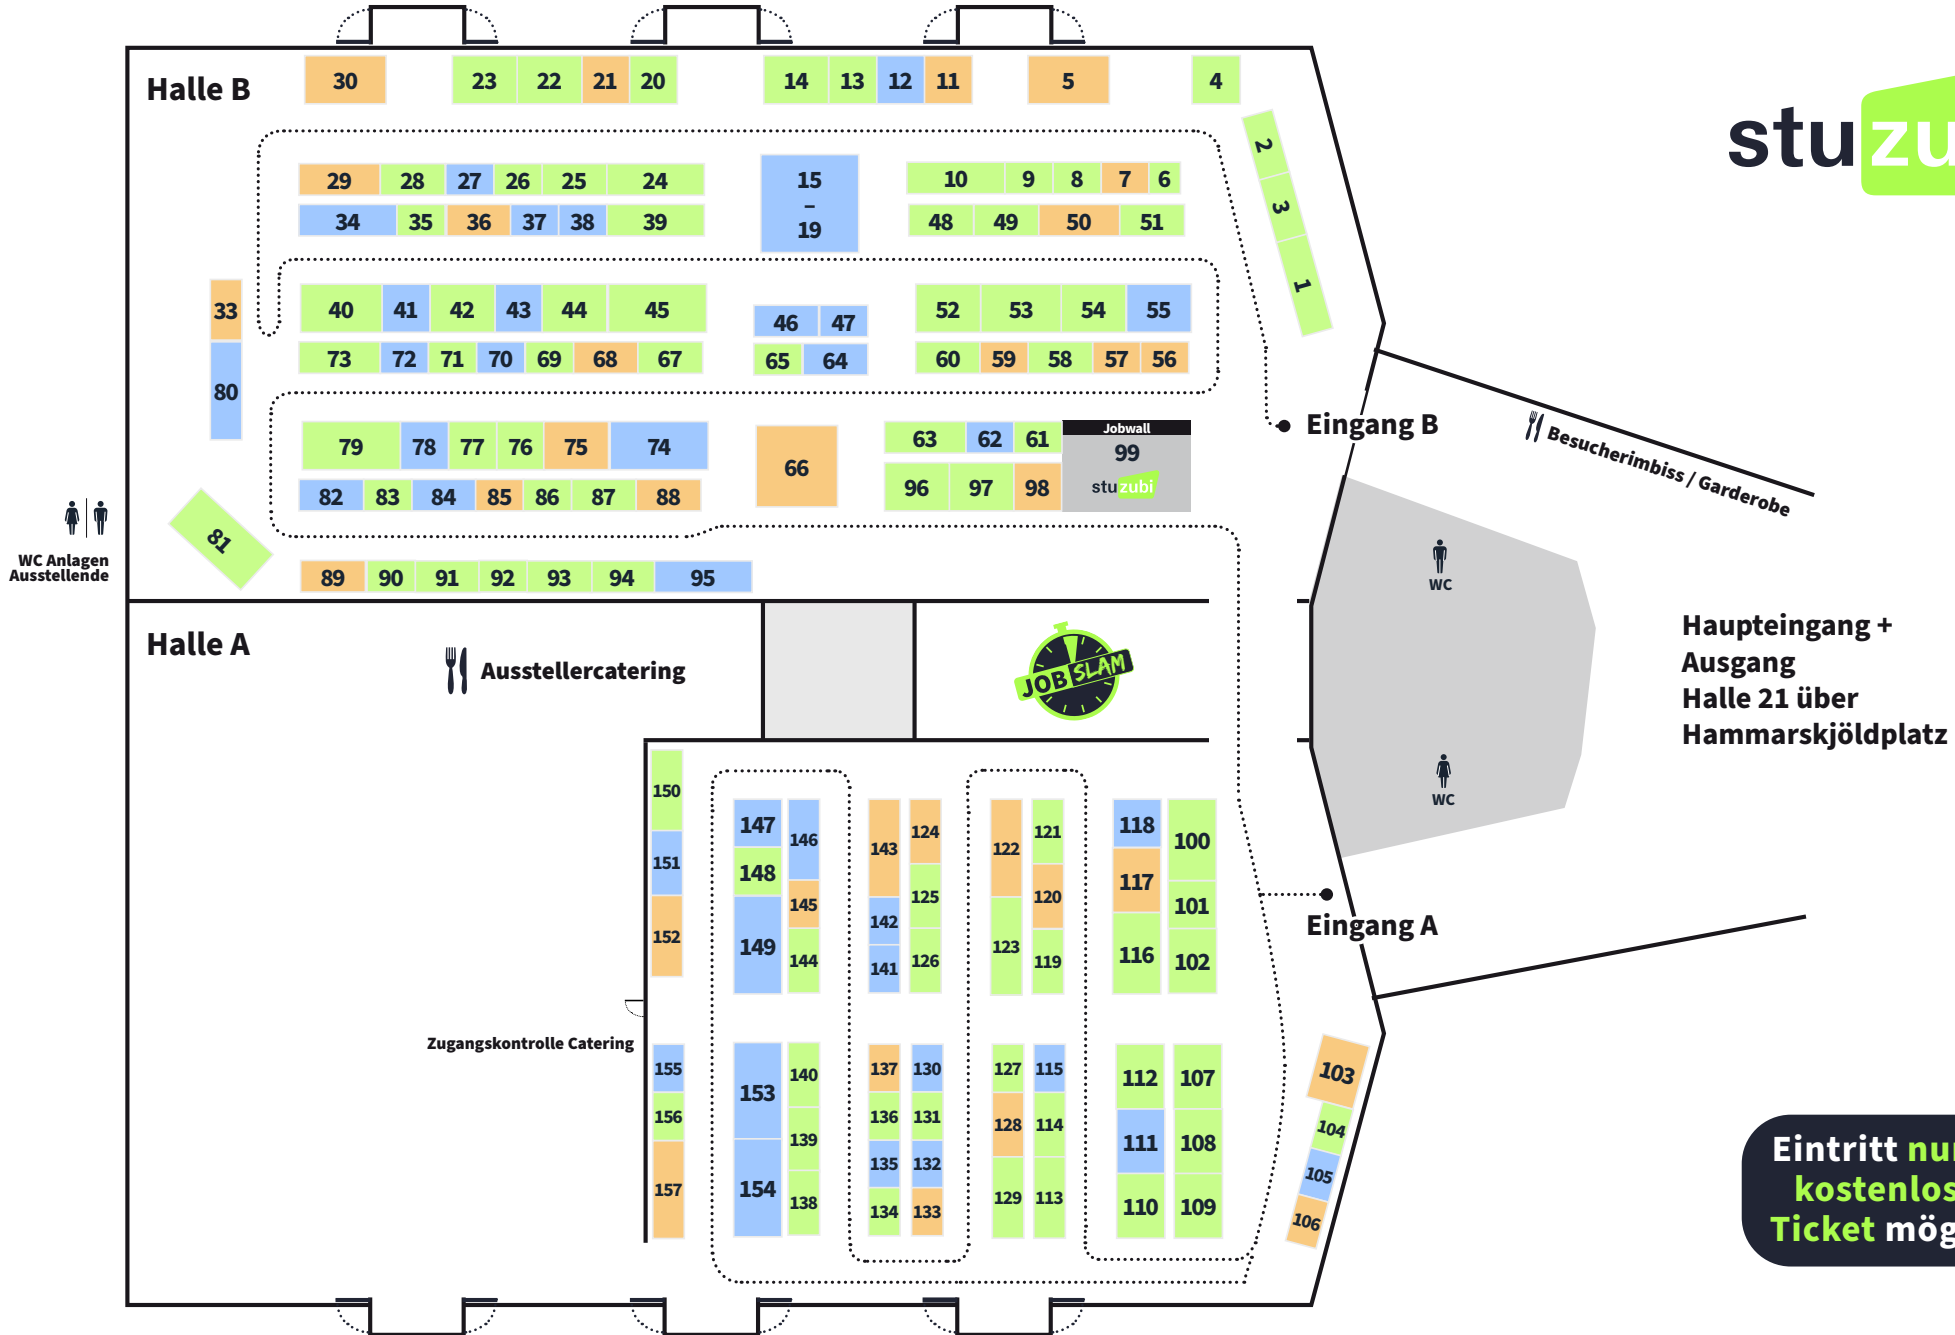 Halle B
30
23 22 21 20
14 13 12 11
5
4
2
3
1
stuzu
29 28 27 26 25 24
34 35 36 37 38 39
15
–
19
10 9 8 7 6
48 49 50 51
33
80
40 41 42 43 44 45
73 72 71 70 69 68 67
46 47
65 64
52 53 54 55
60 59 58 57 56
79 78 77 76 75 74
82 83 84 85 86 87 88
66
63 62 61
96 97 98
Jobwall
99
stuzubi
Eingang B
Besucherimbiss / Garderobe
81
WC Anlagen
Ausstellende
89 90 91 92 93 94 95
WC
Halle A
Ausstellercatering
JOB SLAM
Haupteingang +
Ausgang
Halle 21 über
Hammarskjöldplatz
WC
150
151
152
147
148
149
146
145
144
143
142
141
124
125
126
122
123
121
120
119
118
117
116
100
101
102
Eingang A
Zugangskontrolle Catering
155
156
157
153
154
140
139
138
137
136
135
134
130
131
132
133
127
128
129
115
114
113
112
111
110
107
108
109
103
104
105
106
Eintritt nur
kostenlos
Ticket mög